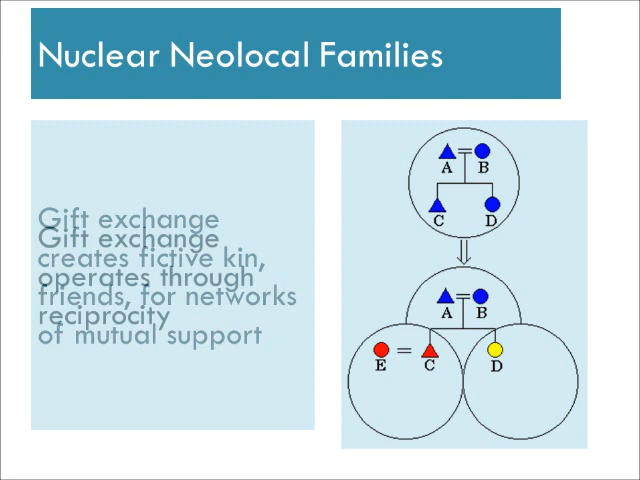 Nuclear Neolocal Families
Gift exchange
creates fictive kin,
friends, for networks
of mutual support
Gift exchange
operates through
reciprocity
A = B
C D
A = B
E = C D